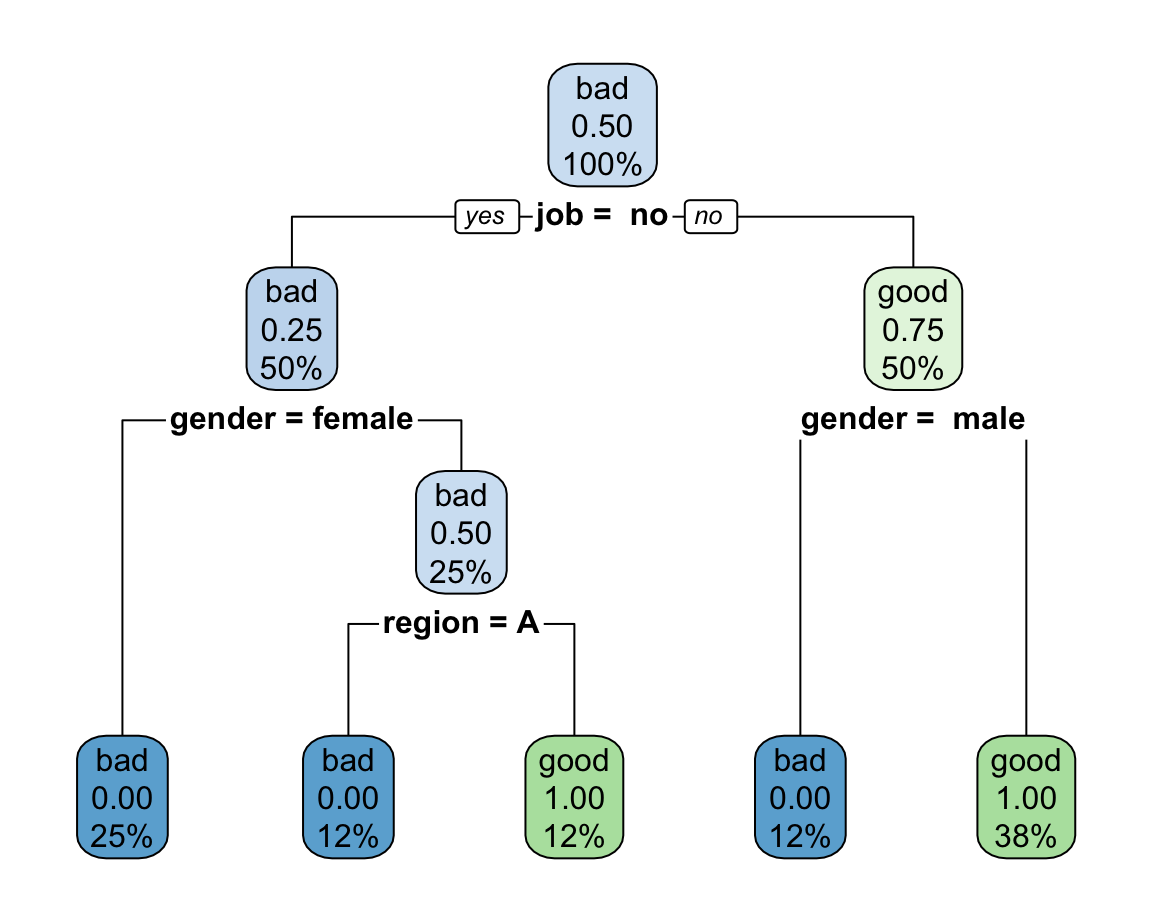 bad
0.50
100%
yes job = no no
bad
0.25
50%
good
0.75
50%
gender = female
gender = male
bad
0.50
25%
region = A
bad
0.00
25%
bad
0.00
12%
good
1.00
12%
bad
0.00
12%
good
1.00
38%